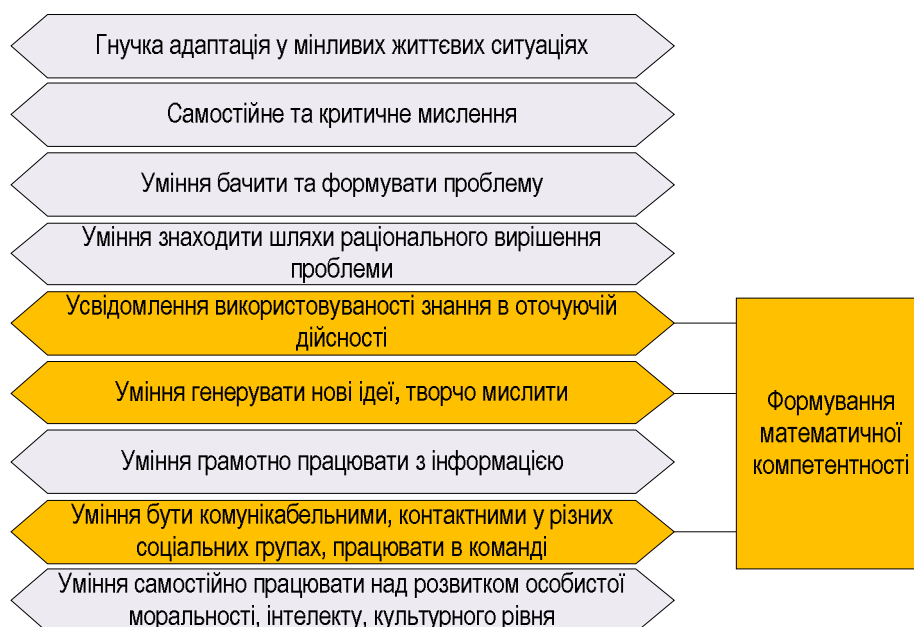 Гнучка адаптація у мінливих життєвих ситуаціях
Самостійне та критичне мислення
Уміння бачити та формувати проблему
Уміння знаходити шляхи раціонального вирішення
проблеми
Усвідомлення використовуваності знання в оточуючій
дійсності
Уміння генерувати нові ідеї, творчо мислити
Уміння грамотно працювати з інформацією
Уміння бути комунікабельними, контактними у різних
соціальних групах, працювати в команді
Уміння самостійно працювати над розвитком особистої
моральності, інтелекту, культурного рівня
Формування
математичної
компетентності